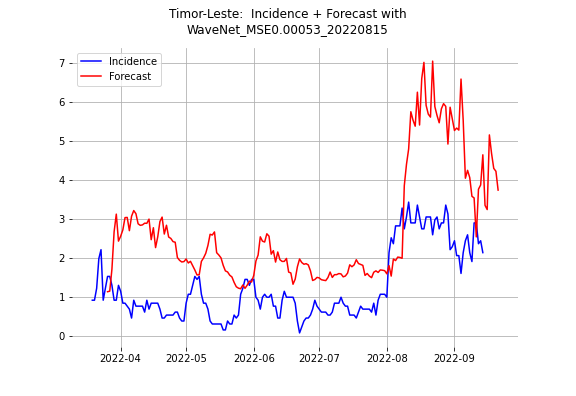 Timor-Leste:  Incidence + Forecast with
WaveNet_MSE0.00053_20220815
Incidence
Forecast
7
6
5
4
3
2
1
0
2022-04 2022-05 2022-06 2022-07 2022-08 2022-09